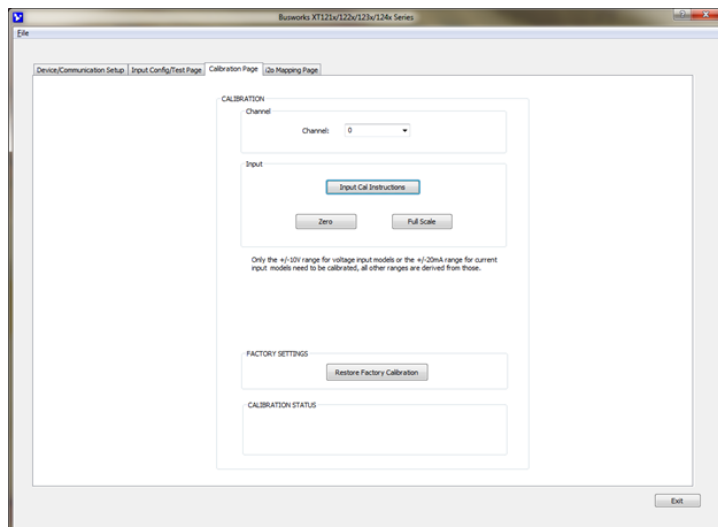 Busworks XT121x/122x/123x/124x Series
File
Device/Communication Setup Input Config/Test Page Calibration Page i2o Mapping Page
CALIBRATION
Channel
Channel: 0
Input
Input Cal Instructions
Zero Full Scale
Only the +/-10V range for voltage input models or the +/-20mA range for current
input models need to be calibrated, all other ranges are derived from those.
FACTORY SETTINGS
Restore Factory Calibration
CALIBRATION STATUS
Exit